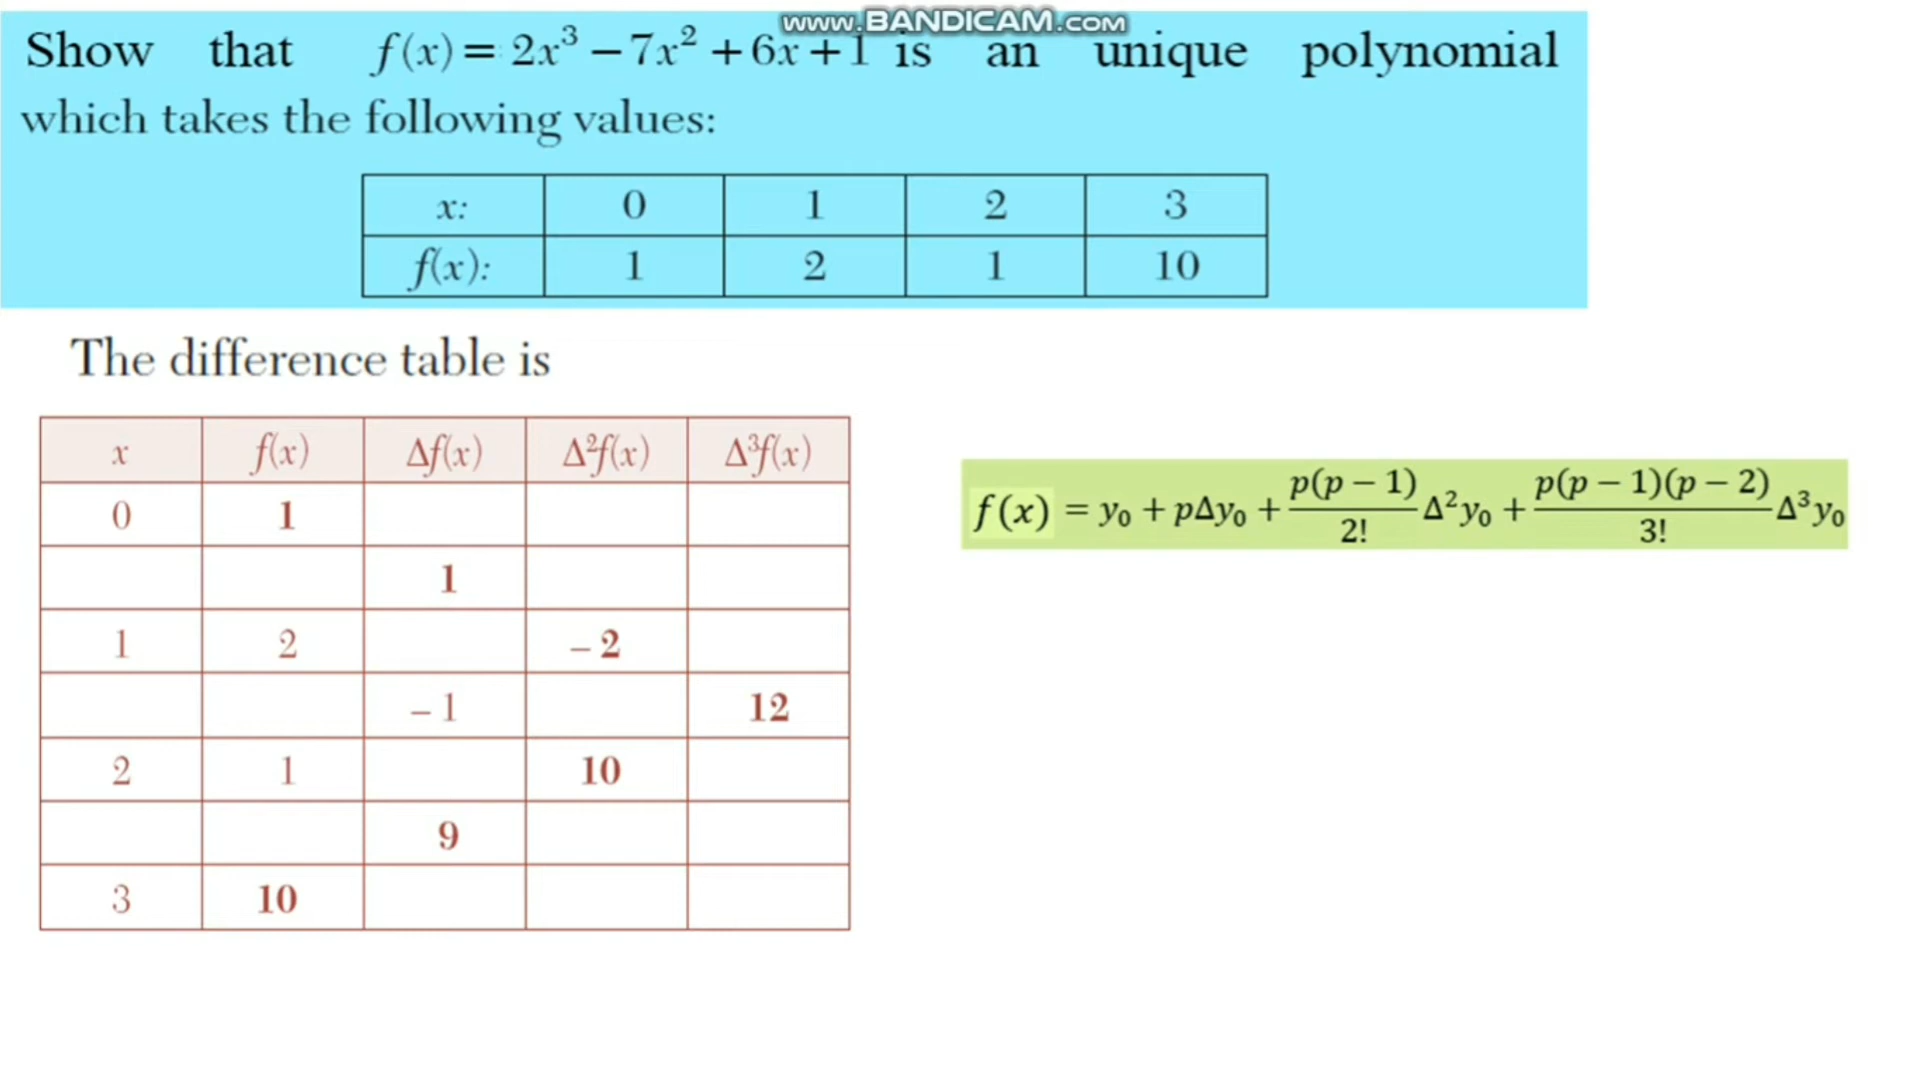 www.BANDICAM.com
Show that f(x) = 2x³ − 7x² + 6x + 1 is an unique polynomial
which takes the following values:
x: 0 1 2 3
f(x): 1 2 1 10
The difference table is
x f(x) Δf(x) Δ²f(x) Δ³f(x)
0 1
1
1 2 – 2
– 1 12
2 1 10
9
3 10
f(x) = y₀ + pΔy₀ + p(p − 1)/2! Δ²y₀ + p(p − 1)(p − 2)/3! Δ³y₀